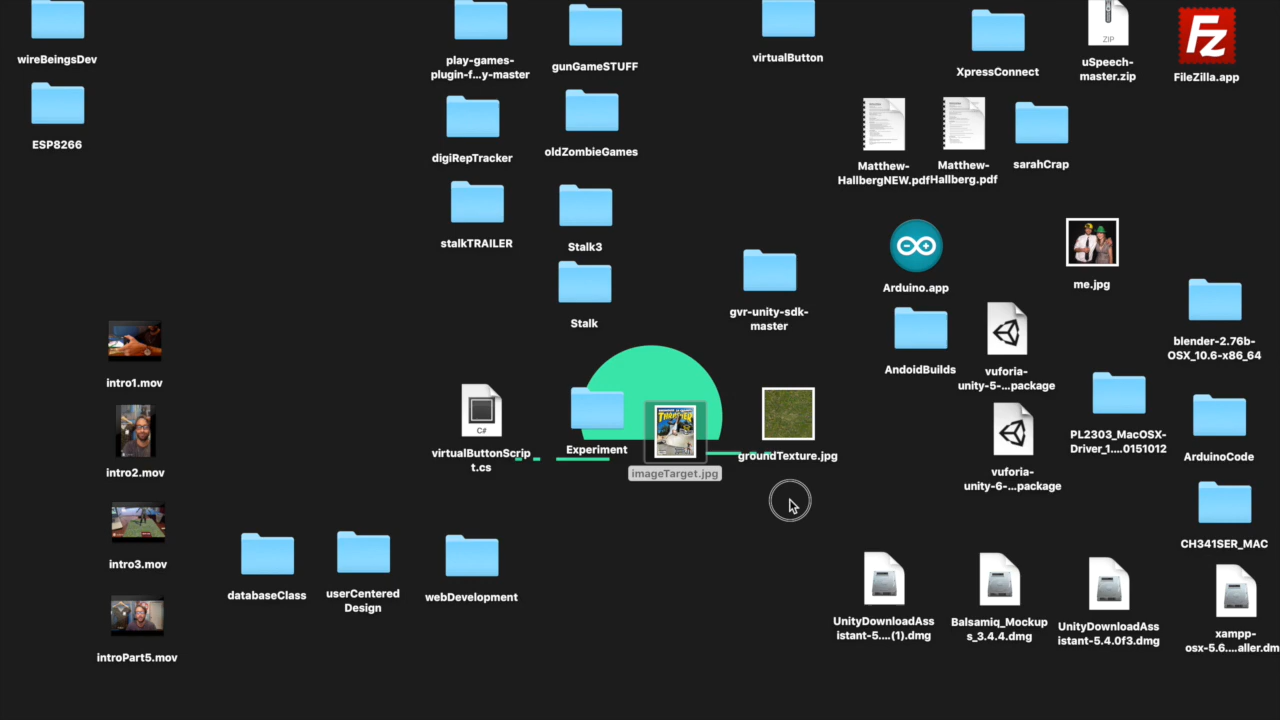 wireBeingsDev
play-games-
plugin-f...y-master
gunGameSTUFF
virtualButton
XpressConnect
ZIP
uSpeech-
master.zip
FileZilla.app
ESP8266
digiRepTracker
oldZombieGames
Matthew-
HallbergNEW.pdf
Matthew-
Hallberg.pdf
sarahCrap
stalkTRAILER
Stalk3
Arduino.app
me.jpg
Stalk
gvr-unity-sdk-
master
blender-2.76b-
OSX_10.6-x86_64
AndoidBuilds
vuforia-
unity-5-...package
intro1.mov
C#
virtualButtonScrip
t.cs
Experiment
THRASHER
imageTarget.jpg
groundTexture.jpg
vuforia-
unity-6-...package
PL2303_MacOSX-
Driver_1....0151012
ArduinoCode
intro2.mov
CH341SER_MAC
intro3.mov
databaseClass
userCentered
Design
webDevelopment
UnityDownloadAss
istant-5....(1).dmg
Balsamiq_Mockup
s_3.4.4.dmg
UnityDownloadAss
istant-5.4.0f3.dmg
xampp-
osx-5.6....aller.dm
introPart5.mov